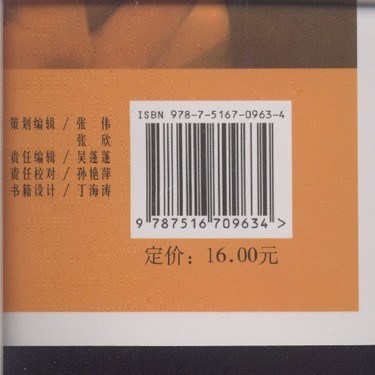 策划编辑 / 张　伟
张　欣
责任编辑 / 吴蓬蓬
责任校对 / 孙艳萍
书籍设计 / 丁海涛
ISBN 978-7-5167-0963-4
9 787516 709634 >
定价：16.00元